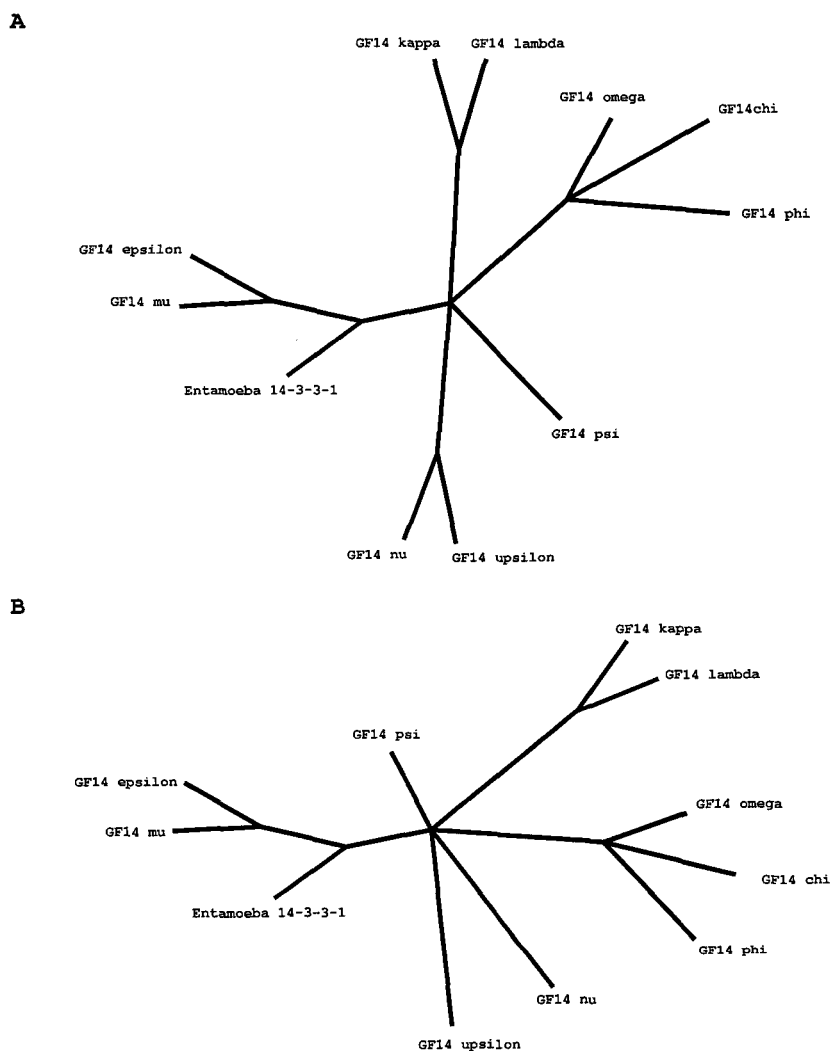 A
GF14 kappa
GF14 lambda
GF14 omega
GF14chi
GF14 phi
GF14 epsilon
GF14 mu
Entamoeba 14-3-3-1
GF14 psi
GF14 nu
GF14 upsilon
B
GF14 kappa
GF14 lambda
GF14 psi
GF14 epsilon
GF14 omega
GF14 mu
GF14 chi
Entamoeba 14-3-3-1
GF14 phi
GF14 nu
GF14 upsilon